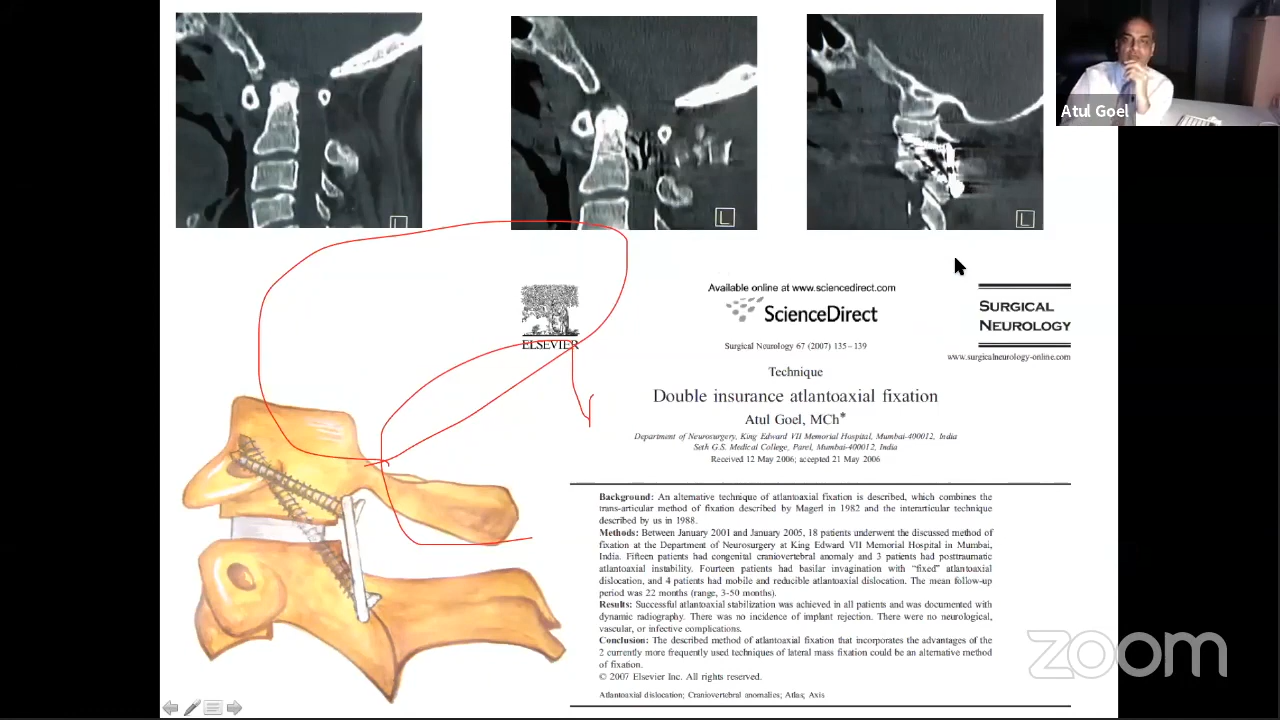 L
L
L
Atul Goel
ELSEVIER
Available online at www.sciencedirect.com
ScienceDirect
Surgical Neurology 67 (2007) 135–139
SURGICAL
NEUROLOGY
www.surgicalneurology-online.com
Technique
Double insurance atlantoaxial fixation
Atul Goel, MCh*
Department of Neurosurgery, King Edward VII Memorial Hospital, Mumbai-400012, India
Seth G.S. Medical College, Parel, Mumbai-400012, India
Received 12 May 2006; accepted 21 May 2006
Background: An alternative technique of atlantoaxial fixation is described, which combines the
trans-articular method of fixation described by Magerl in 1982 and the interarticular technique
described by us in 1988.
Methods: Between January 2001 and January 2005, 18 patients underwent the discussed method of
fixation at the Department of Neurosurgery at King Edward VII Memorial Hospital in Mumbai,
India. Fifteen patients had congenital craniovertebral anomaly and 3 patients had posttraumatic
atlantoaxial instability. Fourteen patients had basilar invagination with “fixed” atlantoaxial
dislocation, and 4 patients had mobile and reducible atlantoaxial dislocation. The mean follow-up
period was 22 months (range, 3-50 months).
Results: Successful atlantoaxial stabilization was achieved in all patients and was documented with
dynamic radiography. There was no incidence of implant rejection. There were no neurological,
vascular, or infective complications.
Conclusion: The described method of atlantoaxial fixation that incorporates the advantages of the
2 currently more frequently used techniques of lateral mass fixation could be an alternative method
of fixation.
© 2007 Elsevier Inc. All rights reserved.
Atlantoaxial dislocation; Craniovertebral anomalies; Atlas; Axis
zoom